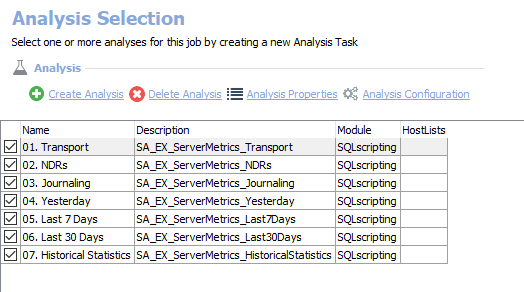 Analysis Selection
Select one or more analyses for this job by creating a new Analysis Task
Analysis
Create Analysis Delete Analysis Analysis Properties Analysis Configuration
Name Description Module HostLists
01. Transport SA_EX_ServerMetrics_Transport SQLscripting
02. NDRs SA_EX_ServerMetrics_NDRs SQLscripting
03. Journaling SA_EX_ServerMetrics_Journaling SQLscripting
04. Yesterday SA_EX_ServerMetrics_Yesterday SQLscripting
05. Last 7 Days SA_EX_ServerMetrics_Last7Days SQLscripting
06. Last 30 Days SA_EX_ServerMetrics_Last30Days SQLscripting
07. Historical Statistics SA_EX_ServerMetrics_HistoricalStatistics SQLscripting